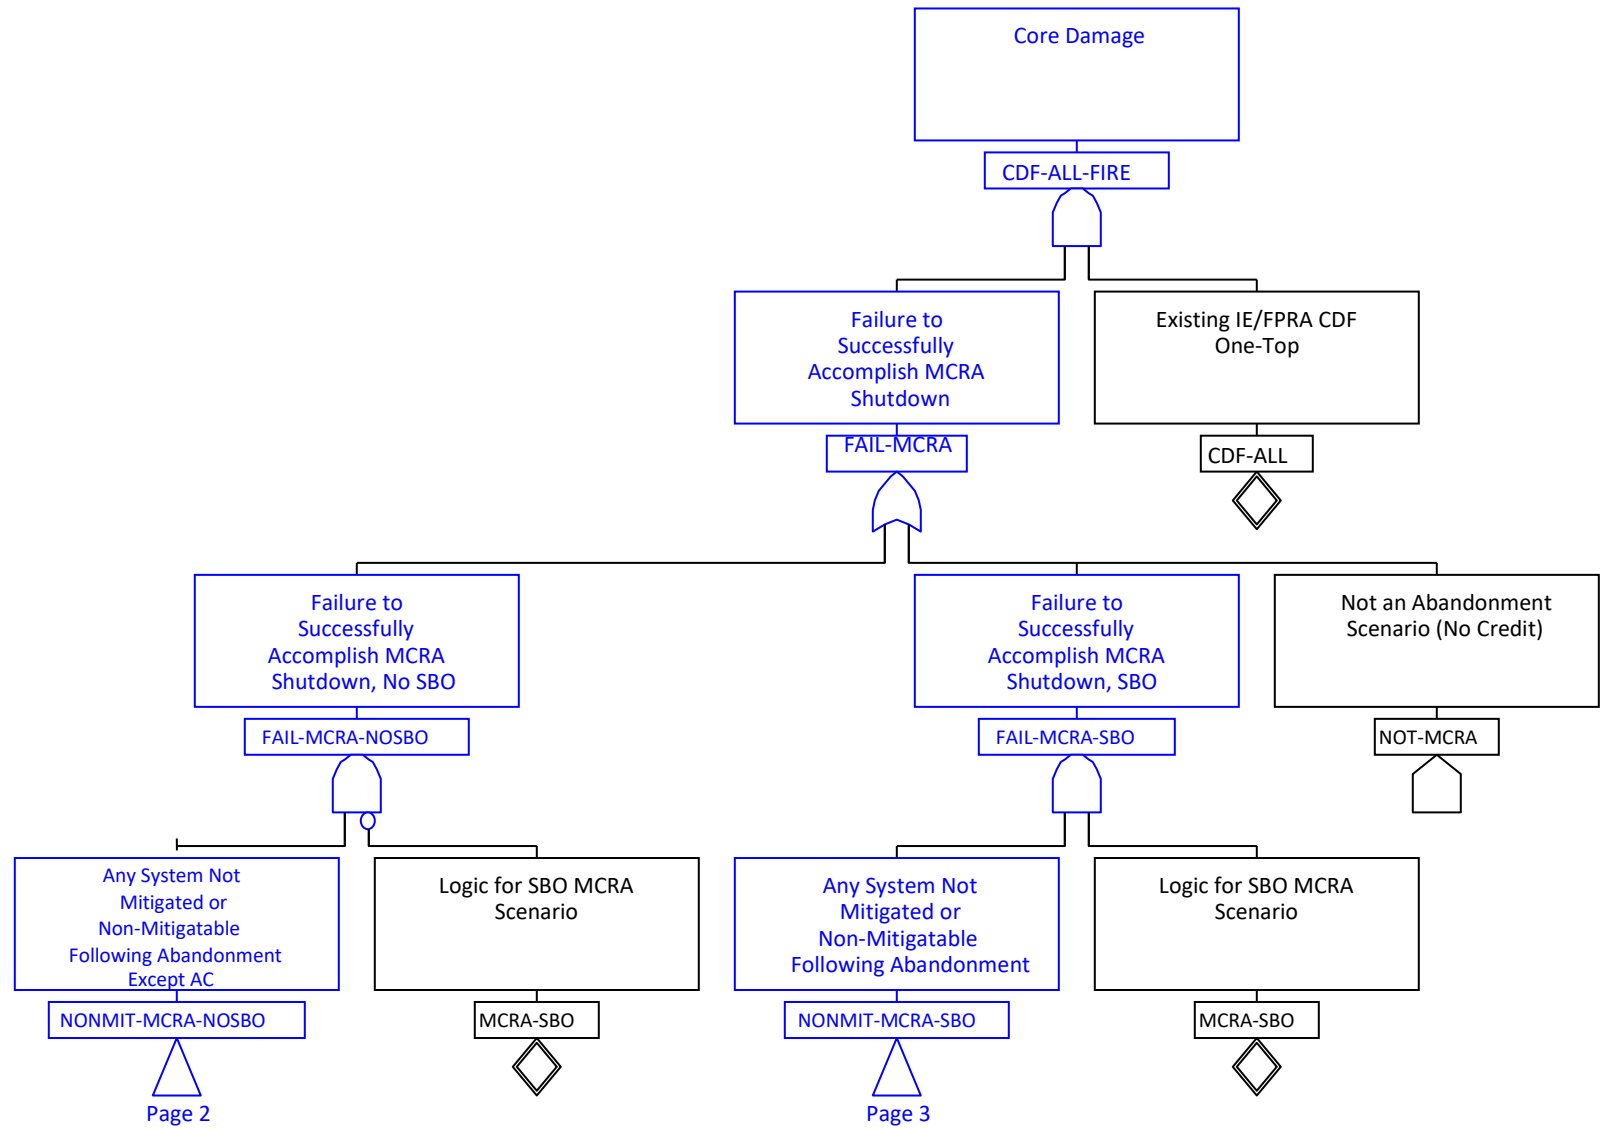 Core Damage
CDF-ALL-FIRE
Failure to
Successfully
Accomplish MCRA
Shutdown
FAIL-MCRA
Existing IE/FPRA CDF
One-Top
CDF-ALL
Failure to
Successfully
Accomplish MCRA
Shutdown, No SBO
FAIL-MCRA-NOSBO
Failure to
Successfully
Accomplish MCRA
Shutdown, SBO
FAIL-MCRA-SBO
Not an Abandonment
Scenario (No Credit)
NOT-MCRA
Any System Not
Mitigated or
Non-Mitigatable
Following Abandonment
Except AC
NONMIT-MCRA-NOSBO
Page 2
Logic for SBO MCRA
Scenario
MCRA-SBO
Any System Not
Mitigated or
Non-Mitigatable
Following Abandonment
NONMIT-MCRA-SBO
Page 3
Logic for SBO MCRA
Scenario
MCRA-SBO